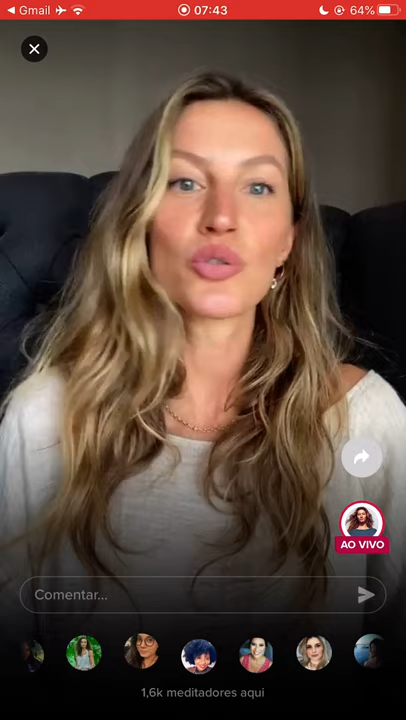 Gmail
07:43
64%
AO VIVO
Comentar...
1,6k meditadores aqui